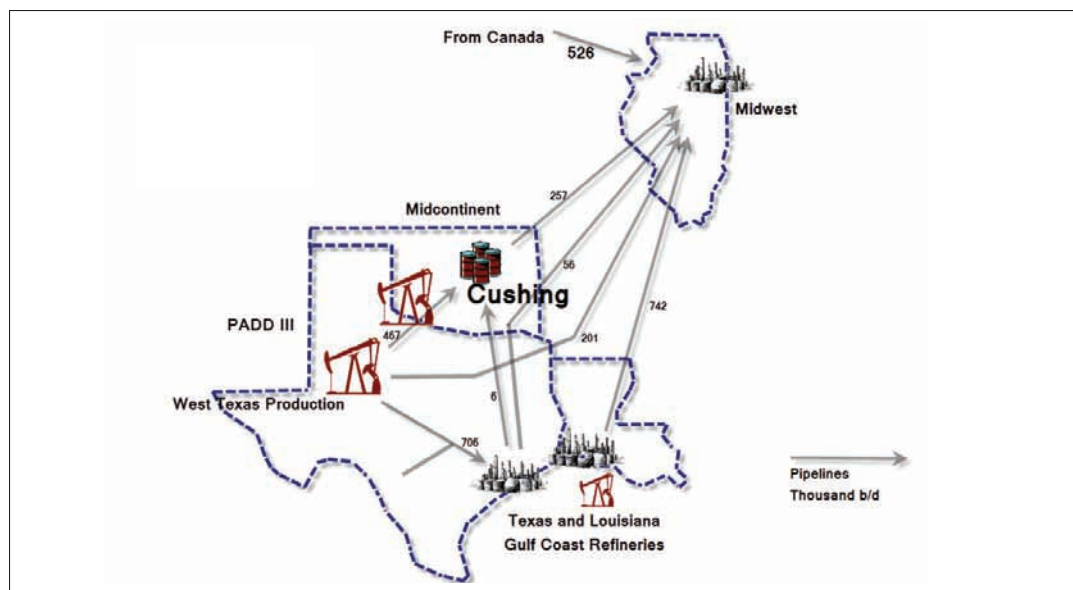 From Canada
526
Midwest
257
Midcontinent
56
Cushing
742
PADD III
467
201
West Texas Production
6
706
Pipelines
Thousand b/d
Texas and Louisiana
Gulf Coast Refineries